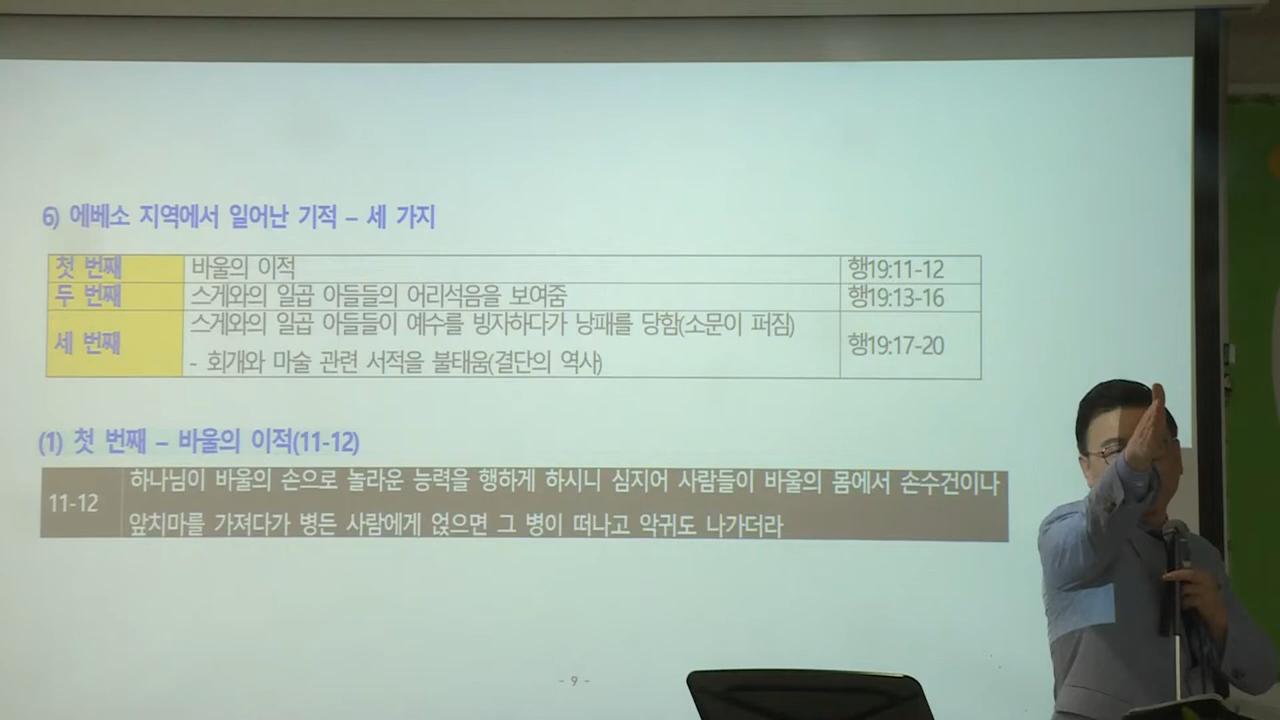 6) 에베소 지역에서 일어난 기적 – 세 가지
첫 번째 바울의 이적 행19:11-12
두 번째 스게와의 일곱 아들들의 어리석음을 보여줌 행19:13-16
세 번째 스게와의 일곱 아들들이 예수를 빙자하다가 낭패를 당함(소문이 퍼짐) 행19:17-20
- 회개와 마술 관련 서적을 불태움(결단의 역사)
(1) 첫 번째 – 바울의 이적(11-12)
11-12 하나님이 바울의 손으로 놀라운 능력을 행하게 하시니 심지어 사람들이 바울의 몸에서 손수건이나
앞치마를 가져다가 병든 사람에게 얹으면 그 병이 떠나고 악귀도 나가더라
- 9 -